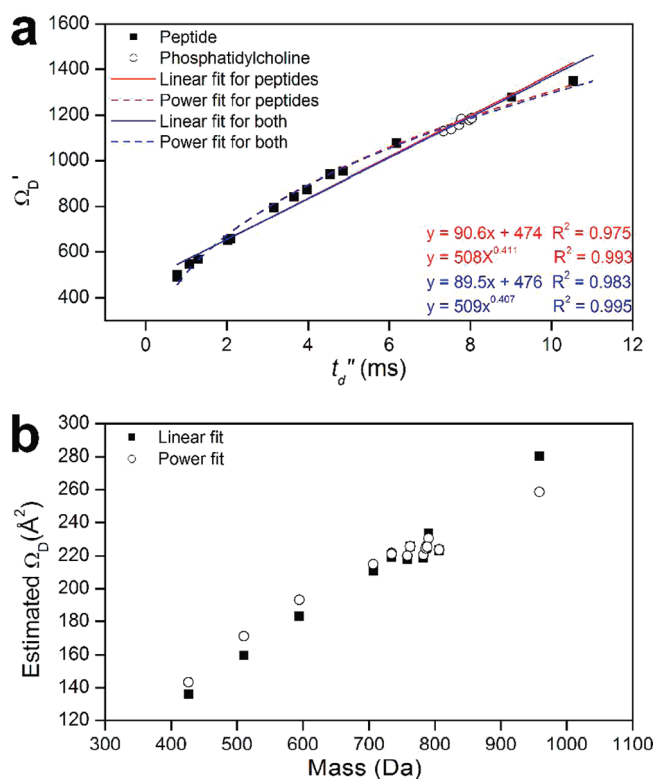 a
1600
1400
1200
1000
800
600
400
Ω_D'
Peptide
Phosphatidylcholine
Linear fit for peptides
Power fit for peptides
Linear fit for both
Power fit for both
y = 90.6x + 474 R² = 0.975
y = 508X^0.411 R² = 0.993
y = 89.5x + 476 R² = 0.983
y = 509x^0.407 R² = 0.995
0 2 4 6 8 10 12
t_d'' (ms)
b
300
280
260
240
220
200
180
160
140
120
Estimated Ω_D(Å²)
Linear fit
Power fit
300 400 500 600 700 800 900 1000 1100
Mass (Da)